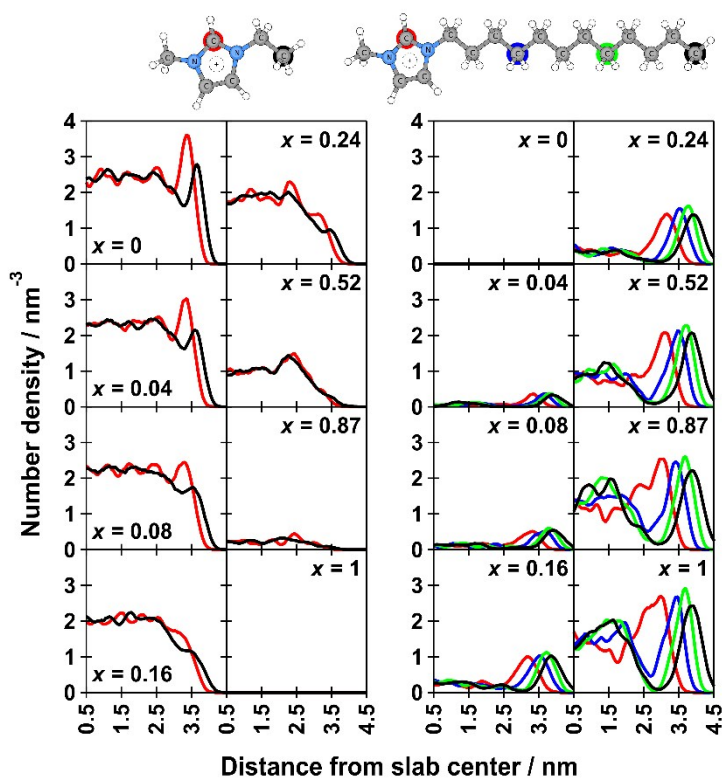 H C N N C C C C H +
H C N N C C C C C C C C C C C C C C H +
4 x = 0.24 x = 0 x = 0.24
3
2
1 x = 0
0
x = 0.52 x = 0.04 x = 0.52
3
2
1 x = 0.04
0
x = 0.87 x = 0.08 x = 0.87
3
2
1 x = 0.08
0
x = 1 x = 0.16 x = 1
3
2
1 x = 0.16
0
0.5 1.5 2.5 3.5 0.5 1.5 2.5 3.5 4.5 0.5 1.5 2.5 3.5 0.5 1.5 2.5 3.5 4.5
Number density / nm⁻³
Distance from slab center / nm